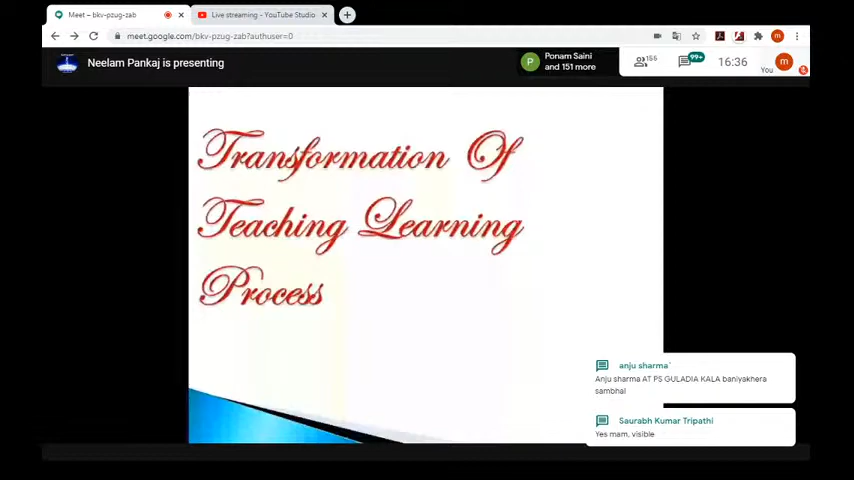 Meet – bkv-pzug-zab
Live streaming - YouTube Studio
meet.google.com/bkv-pzug-zab?authuser=0
Neelam Pankaj is presenting
P
Ponam Saini
and 151 more
156
99+
16:36
You
m
m
Transformation Of
Teaching Learning
Process
anju sharma`
Anju sharma AT PS GULADIA KALA baniyakhera
sambhal
Saurabh Kumar Tripathi
Yes mam, visible